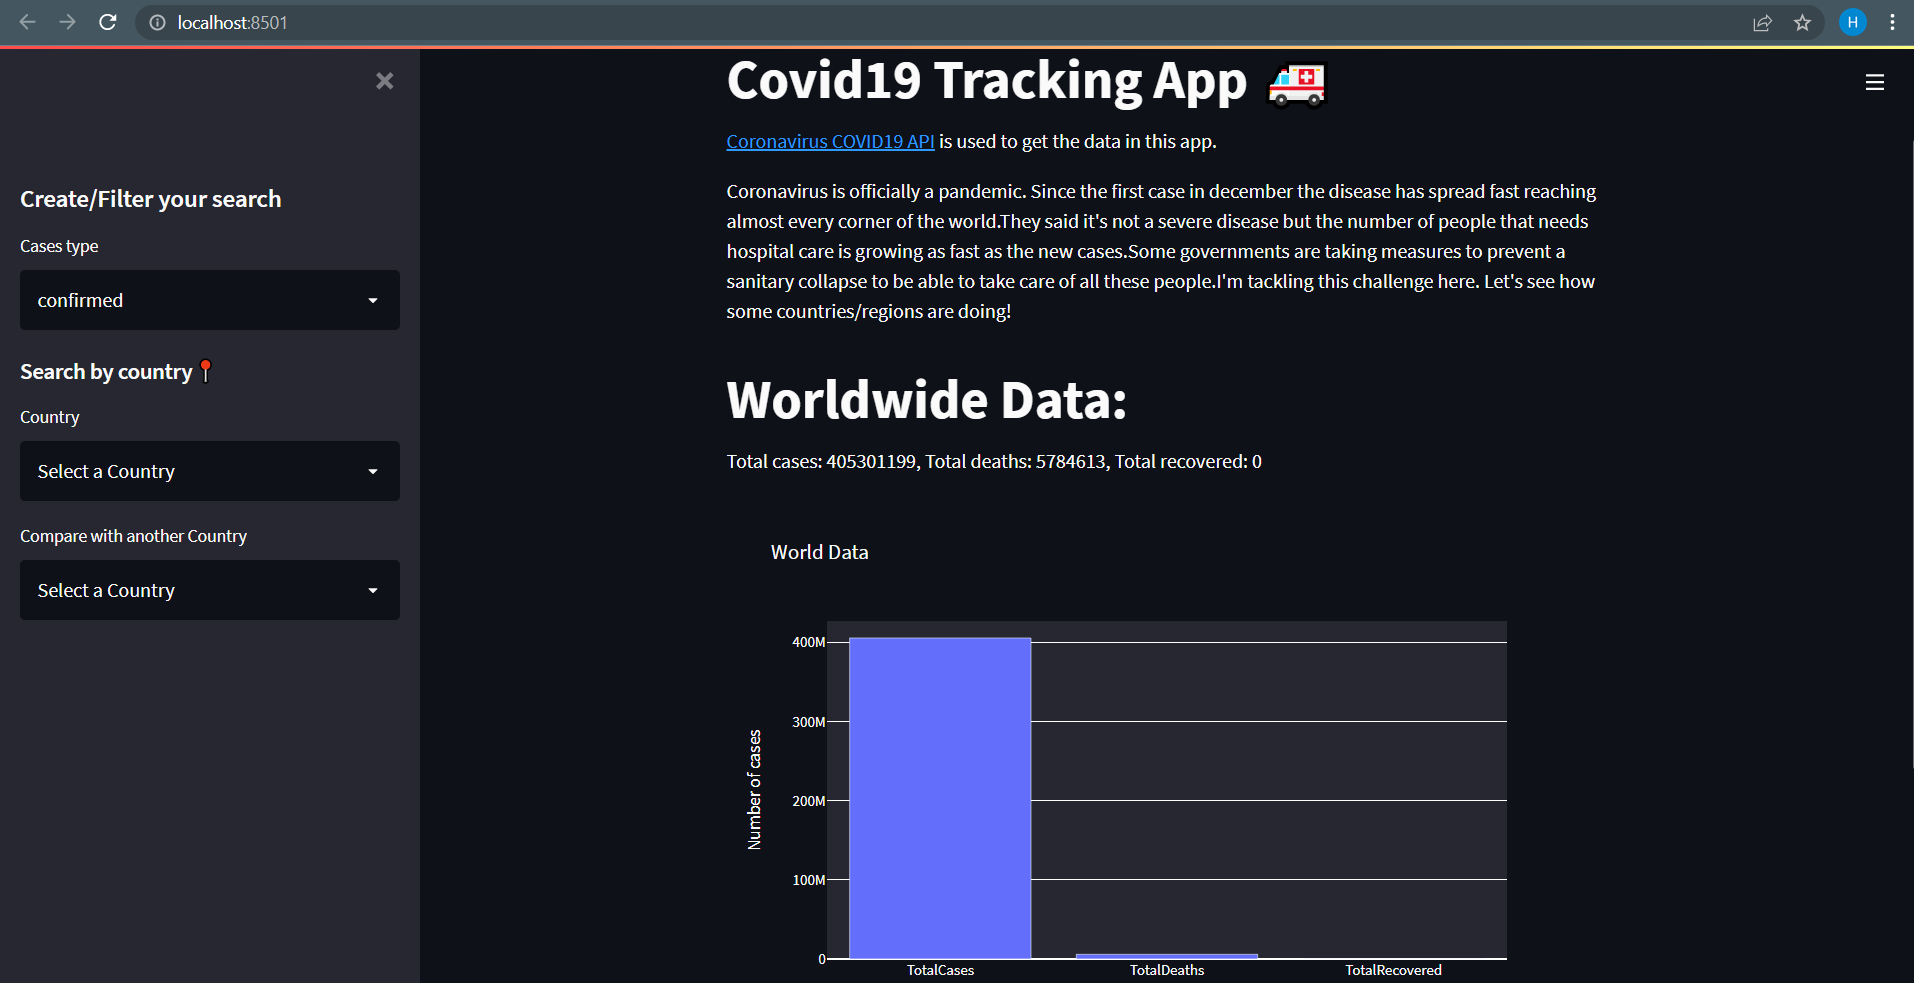 localhost:8501
H
Create/Filter your search
Cases type
confirmed
Search by country
Country
Select a Country
Compare with another Country
Select a Country
Covid19 Tracking App
Coronavirus COVID19 API is used to get the data in this app.
Coronavirus is officially a pandemic. Since the first case in december the disease has spread fast reaching
almost every corner of the world.They said it's not a severe disease but the number of people that needs
hospital care is growing as fast as the new cases.Some governments are taking measures to prevent a
sanitary collapse to be able to take care of all these people.I'm tackling this challenge here. Let's see how
some countries/regions are doing!
Worldwide Data:
Total cases: 405301199, Total deaths: 5784613, Total recovered: 0
World Data
Number of cases
400M
300M
200M
100M
0
TotalCases
TotalDeaths
TotalRecovered